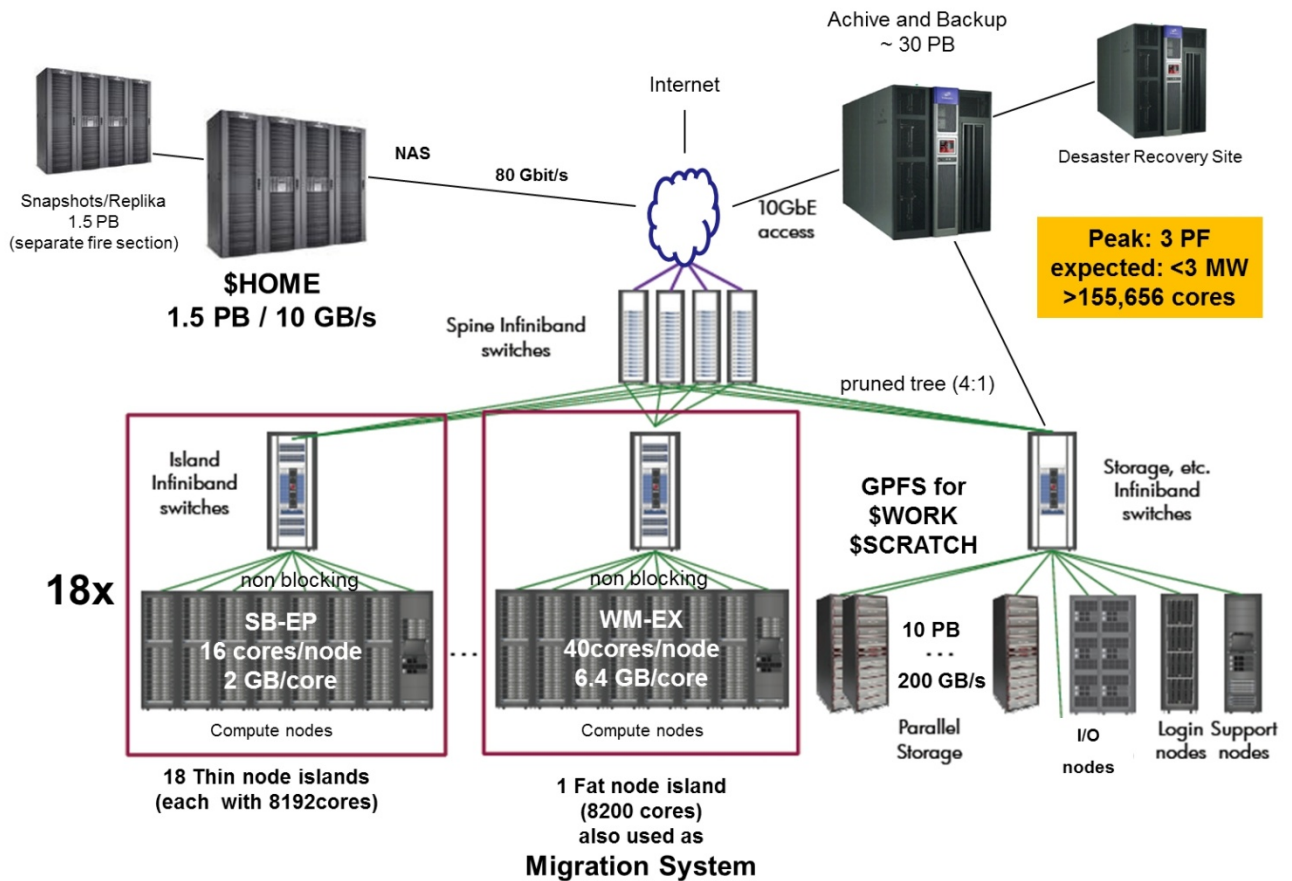 Achive and Backup
~ 30 PB
Internet
NAS
80 Gbit/s
Desaster Recovery Site
Snapshots/Replika
1.5 PB
(separate fire section)
10GbE
access
Peak: 3 PF
expected: <3 MW
>155,656 cores
$HOME
1.5 PB / 10 GB/s
Spine Infiniband
switches
pruned tree (4:1)
Island
Infiniband
switches
Storage, etc.
Infiniband
switches
GPFS for
$WORK
$SCRATCH
18x
non blocking
SB-EP
16 cores/node
2 GB/core
Compute nodes
...
non blocking
WM-EX
40cores/node
6.4 GB/core
Compute nodes
10 PB
...
200 GB/s
Parallel
Storage
I/O
nodes
Login
nodes
Support
nodes
18 Thin node islands
(each with 8192cores)
1 Fat node island
(8200 cores)
also used as
Migration System